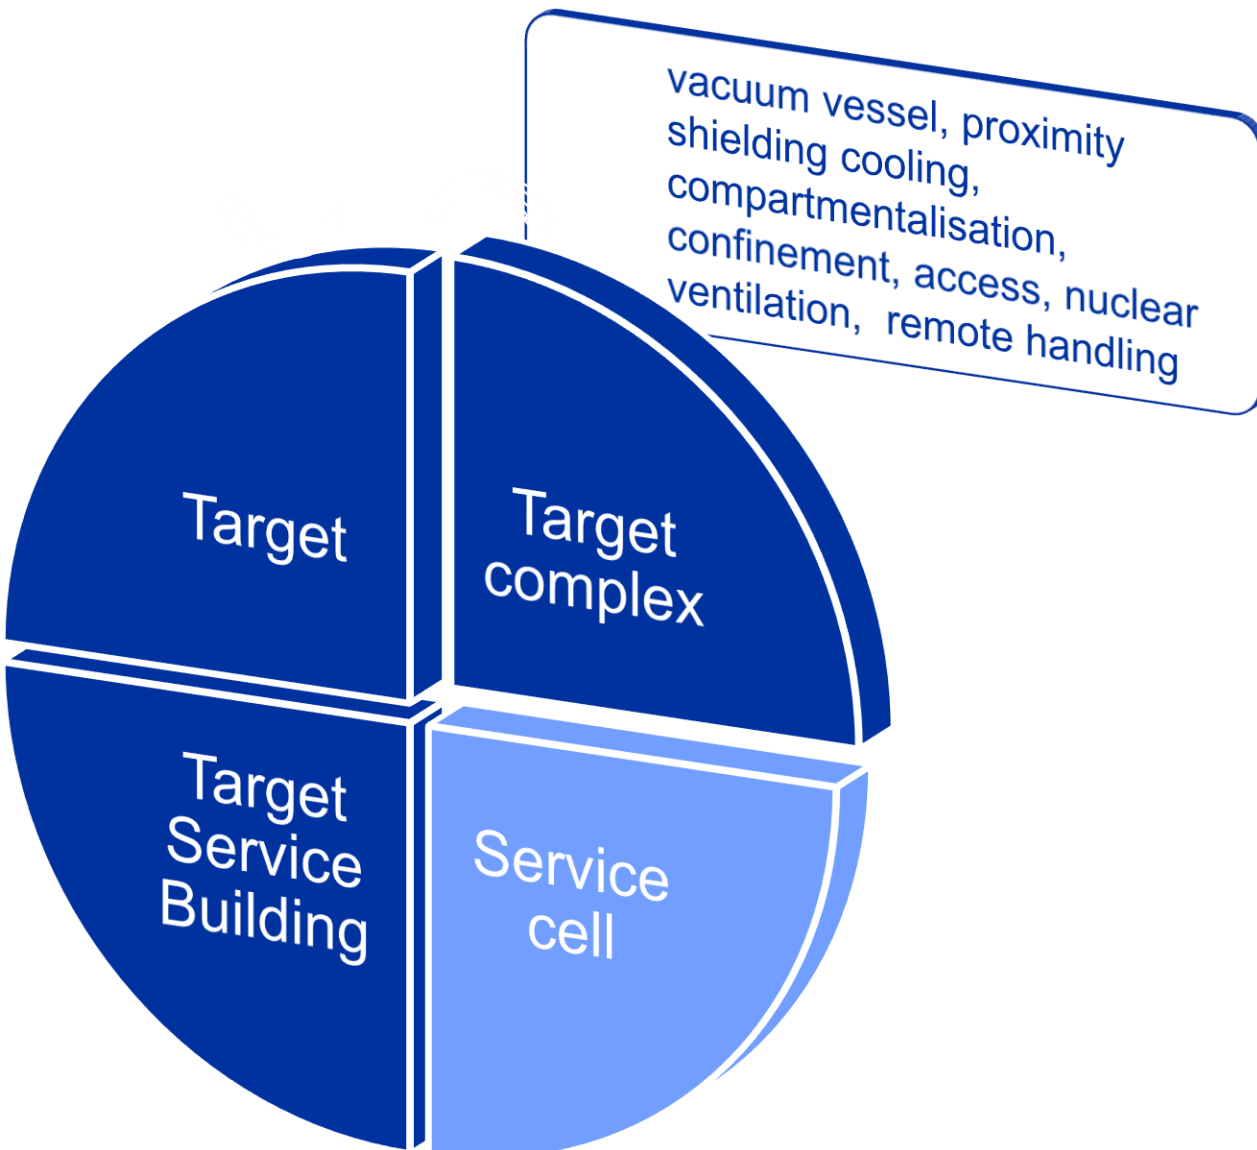 vacuum vessel, proximity
shielding cooling,
compartmentalisation,
confinement, access, nuclear
ventilation,  remote handling
Target
Target
complex
Target
Service
Building
Service
cell